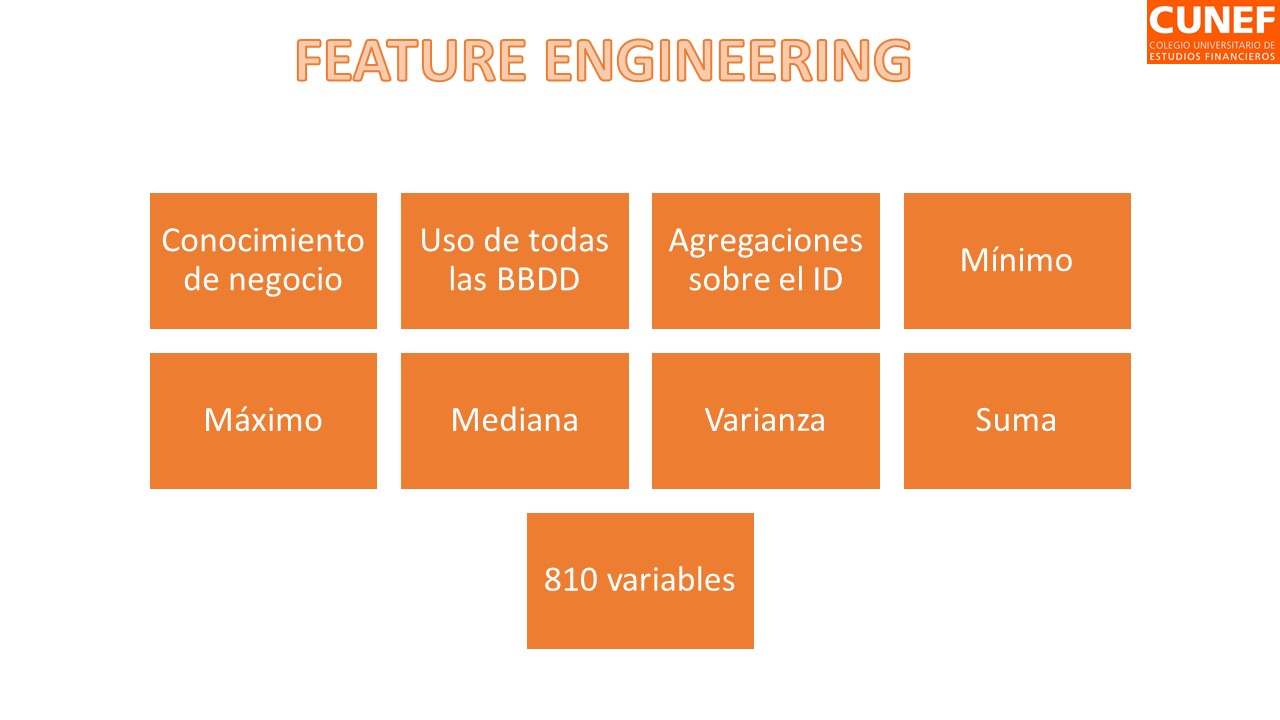 FEATURE ENGINEERING
CUNEF
COLEGIO UNIVERSITARIO DE
ESTUDIOS FINANCIEROS
Conocimiento
de negocio
Uso de todas
las BBDD
Agregaciones
sobre el ID
Mínimo
Máximo
Mediana
Varianza
Suma
810 variables